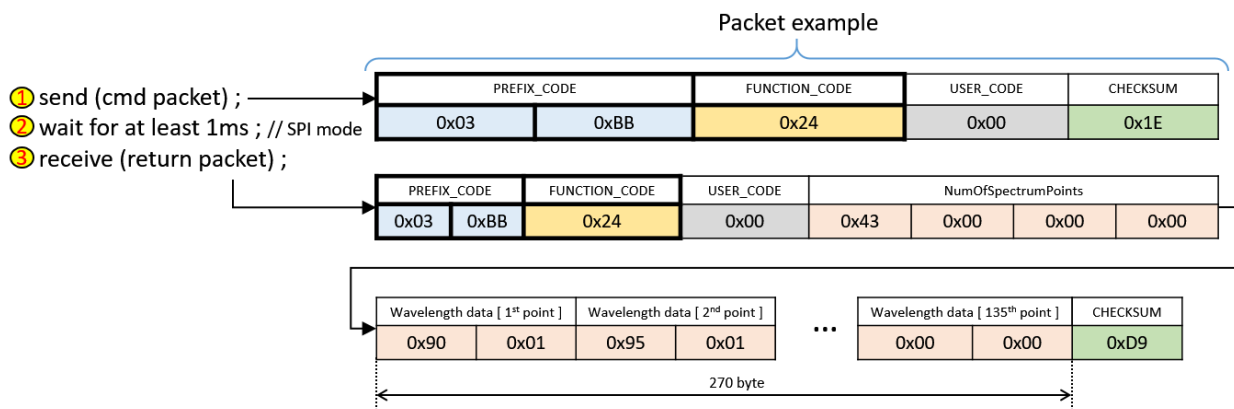 Packet example
① send (cmd packet) ;
② wait for at least 1ms ; // SPI mode
③ receive (return packet) ;
PREFIX_CODE FUNCTION_CODE USER_CODE CHECKSUM
0x03 0xBB 0x24 0x00 0x1E
PREFIX_CODE FUNCTION_CODE USER_CODE NumOfSpectrumPoints
0x03 0xBB 0x24 0x00 0x43 0x00 0x00 0x00
Wavelength data [ 1st point ] Wavelength data [ 2nd point ] Wavelength data [ 135th point ] CHECKSUM
0x90 0x01 0x95 0x01 ... 0x00 0x00 0xD9
270 byte